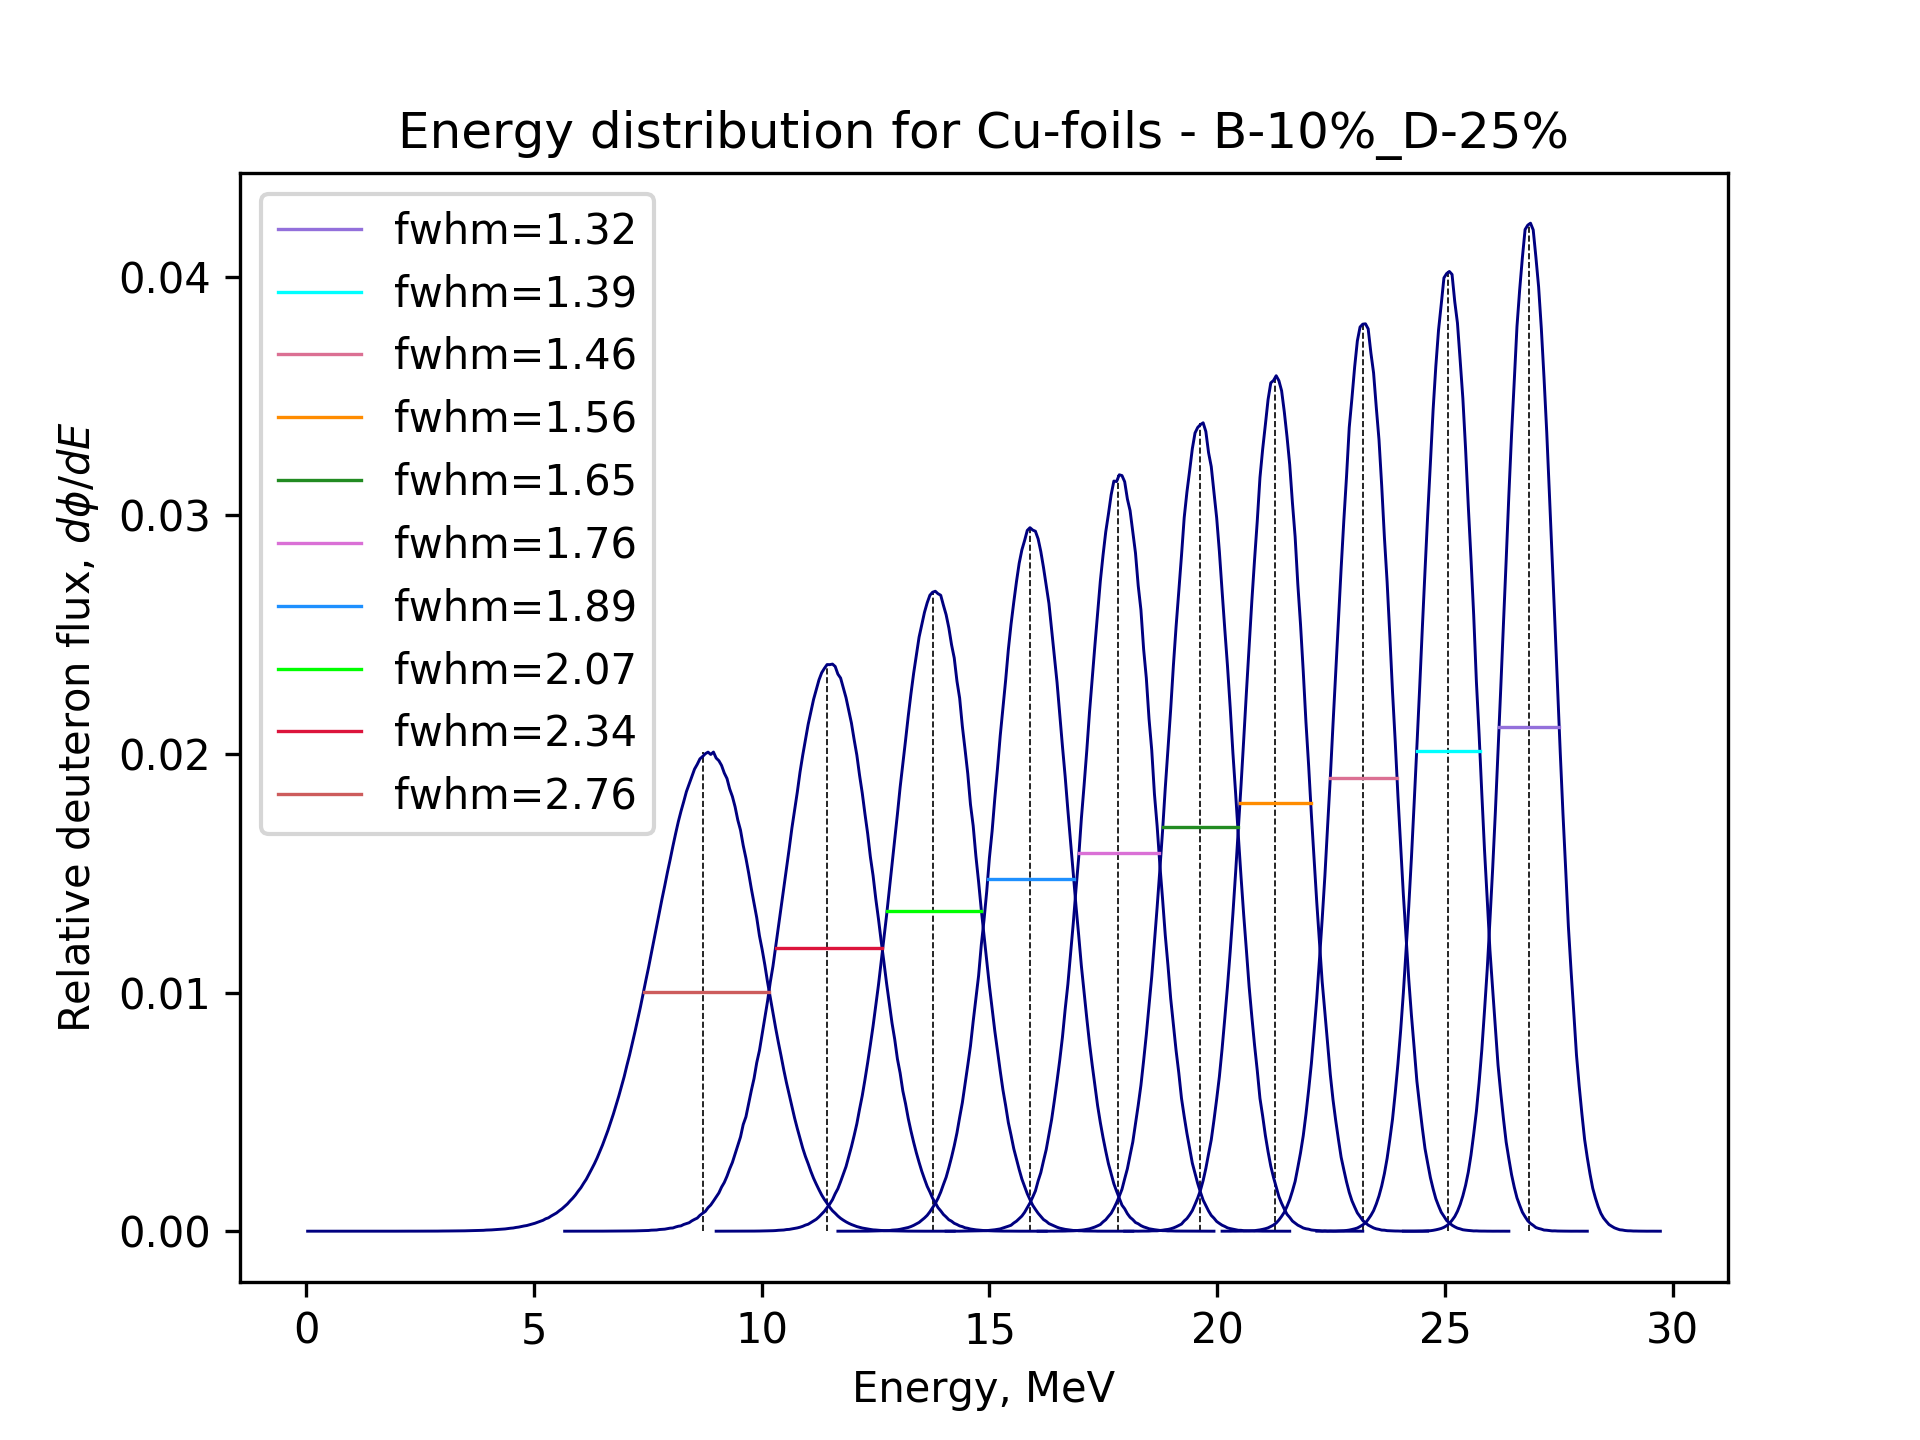 Energy distribution for Cu-foils - B-10%_D-25%
fwhm=1.32
fwhm=1.39
fwhm=1.46
fwhm=1.56
fwhm=1.65
fwhm=1.76
fwhm=1.89
fwhm=2.07
fwhm=2.34
fwhm=2.76
Relative deuteron flux, dϕ/dE
0.04
0.03
0.02
0.01
0.00
0 5 10 15 20 25 30
Energy, MeV